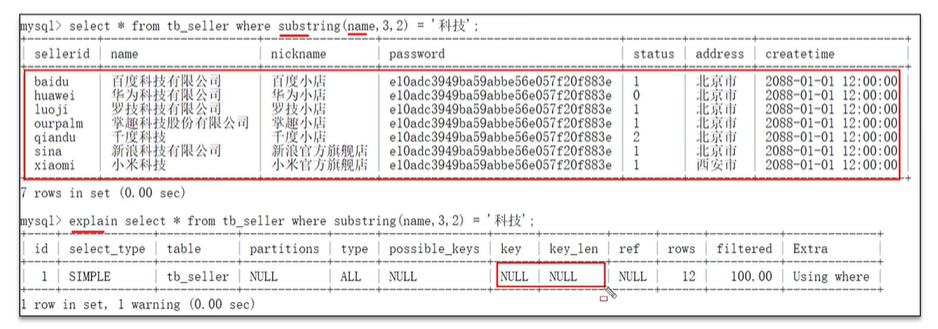 mysql> select * from tb_seller where substring(name,3,2) = '科技';
| sellerid | name | nickname | password | status | address | createtime |
| baidu | 百度科技有限公司 | 百度小店 | e10adc3949ba59abbe56e057f20f883e | 1 | 北京市 | 2088-01-01 12:00:00 |
| huawei | 华为科技有限公司 | 华为小店 | e10adc3949ba59abbe56e057f20f883e | 0 | 北京市 | 2088-01-01 12:00:00 |
| luoji | 罗技科技有限公司 | 罗技小店 | e10adc3949ba59abbe56e057f20f883e | 1 | 北京市 | 2088-01-01 12:00:00 |
| ourpalm | 掌趣科技股份有限公司 | 掌趣小店 | e10adc3949ba59abbe56e057f20f883e | 1 | 北京市 | 2088-01-01 12:00:00 |
| qiandu | 千度科技 | 千度小店 | e10adc3949ba59abbe56e057f20f883e | 2 | 北京市 | 2088-01-01 12:00:00 |
| sina | 新浪科技有限公司 | 新浪官方旗舰店 | e10adc3949ba59abbe56e057f20f883e | 1 | 北京市 | 2088-01-01 12:00:00 |
| xiaomi | 小米科技 | 小米官方旗舰店 | e10adc3949ba59abbe56e057f20f883e | 1 | 西安市 | 2088-01-01 12:00:00 |
7 rows in set (0.00 sec)
mysql> explain select * from tb_seller where substring(name,3,2) = '科技';
| id | select_type | table | partitions | type | possible_keys | key | key_len | ref | rows | filtered | Extra |
| 1 | SIMPLE | tb_seller | NULL | ALL | NULL | NULL | NULL | NULL | 12 | 100.00 | Using where |
1 row in set, 1 warning (0.00 sec)